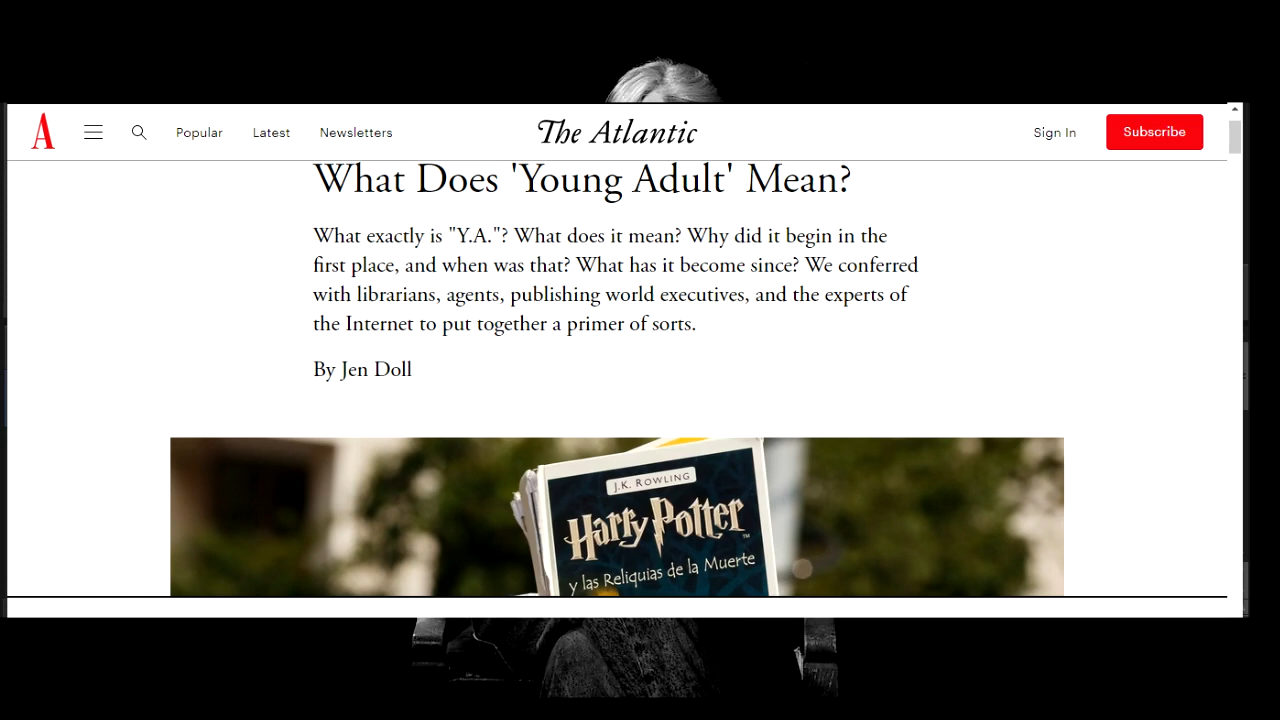 A
Popular
Latest
Newsletters
The Atlantic
Sign In
Subscribe
What Does 'Young Adult' Mean?
What exactly is "Y.A."? What does it mean? Why did it begin in the
first place, and when was that? What has it become since? We conferred
with librarians, agents, publishing world executives, and the experts of
the Internet to put together a primer of sorts.
By Jen Doll
J.K. ROWLING
Harry Potter
TM
y las Reliquias de la Muerte